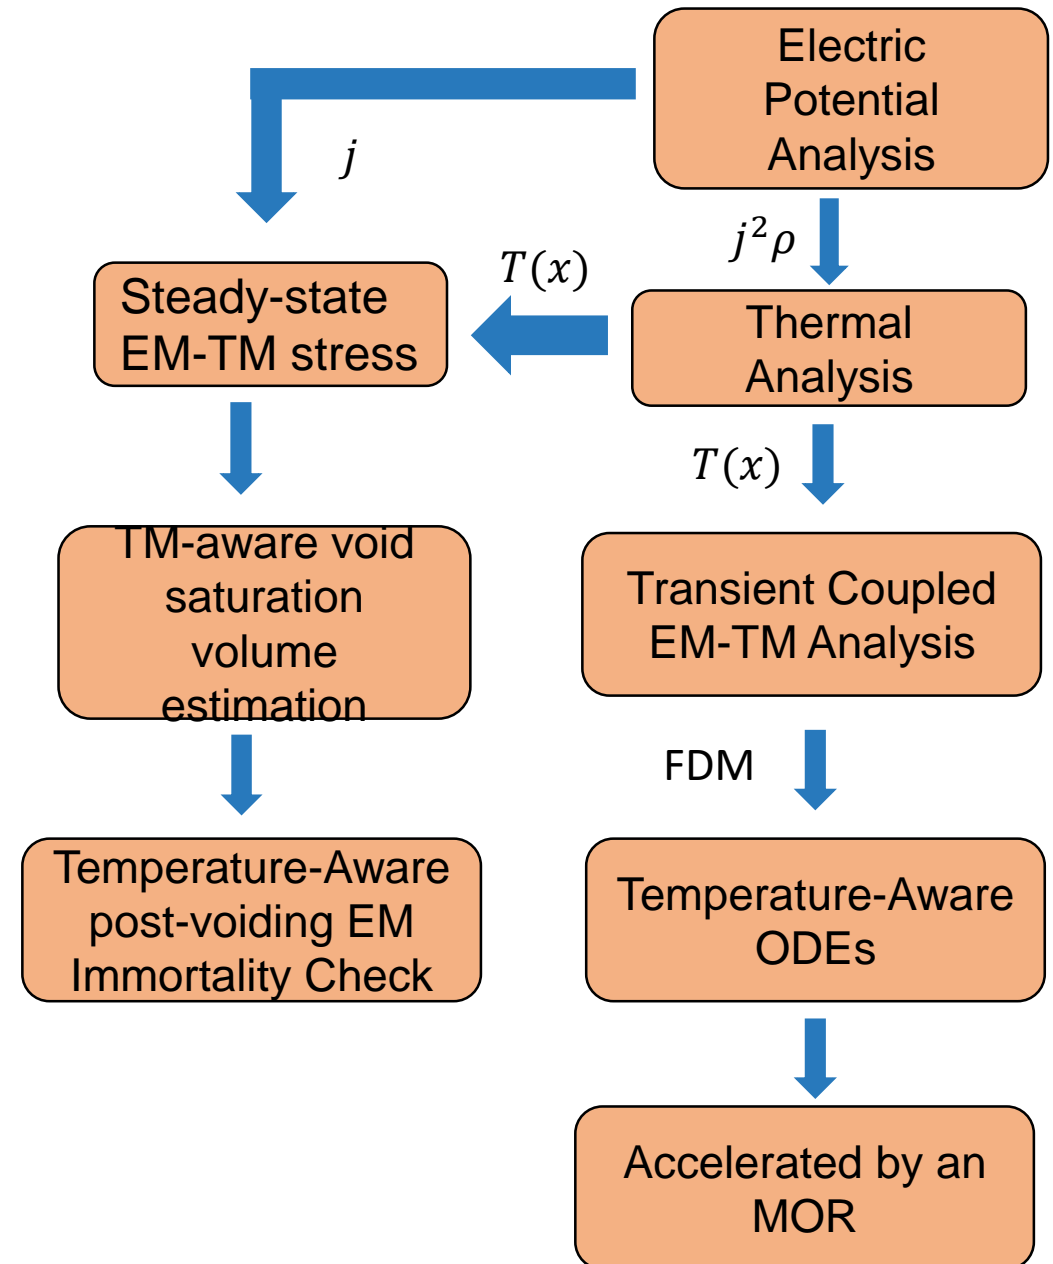 Electric
Potential
Analysis
j
j²ρ
T(x)
Steady-state
EM-TM stress
Thermal
Analysis
T(x)
TM-aware void
saturation
volume
estimation
Transient Coupled
EM-TM Analysis
FDM
Temperature-Aware
post-voiding EM
Immortality Check
Temperature-Aware
ODEs
Accelerated by an
MOR